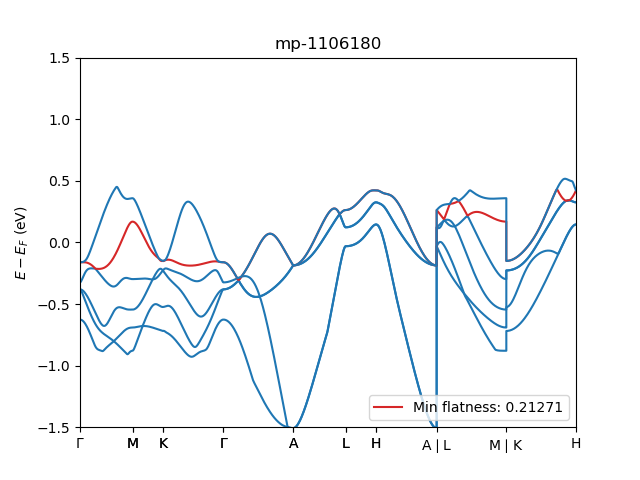 mp-1106180
E − E_F (eV)
1.5
1.0
0.5
0.0
−0.5
−1.0
−1.5
Min flatness: 0.21271
Γ M K Γ A L H A | L M | K H